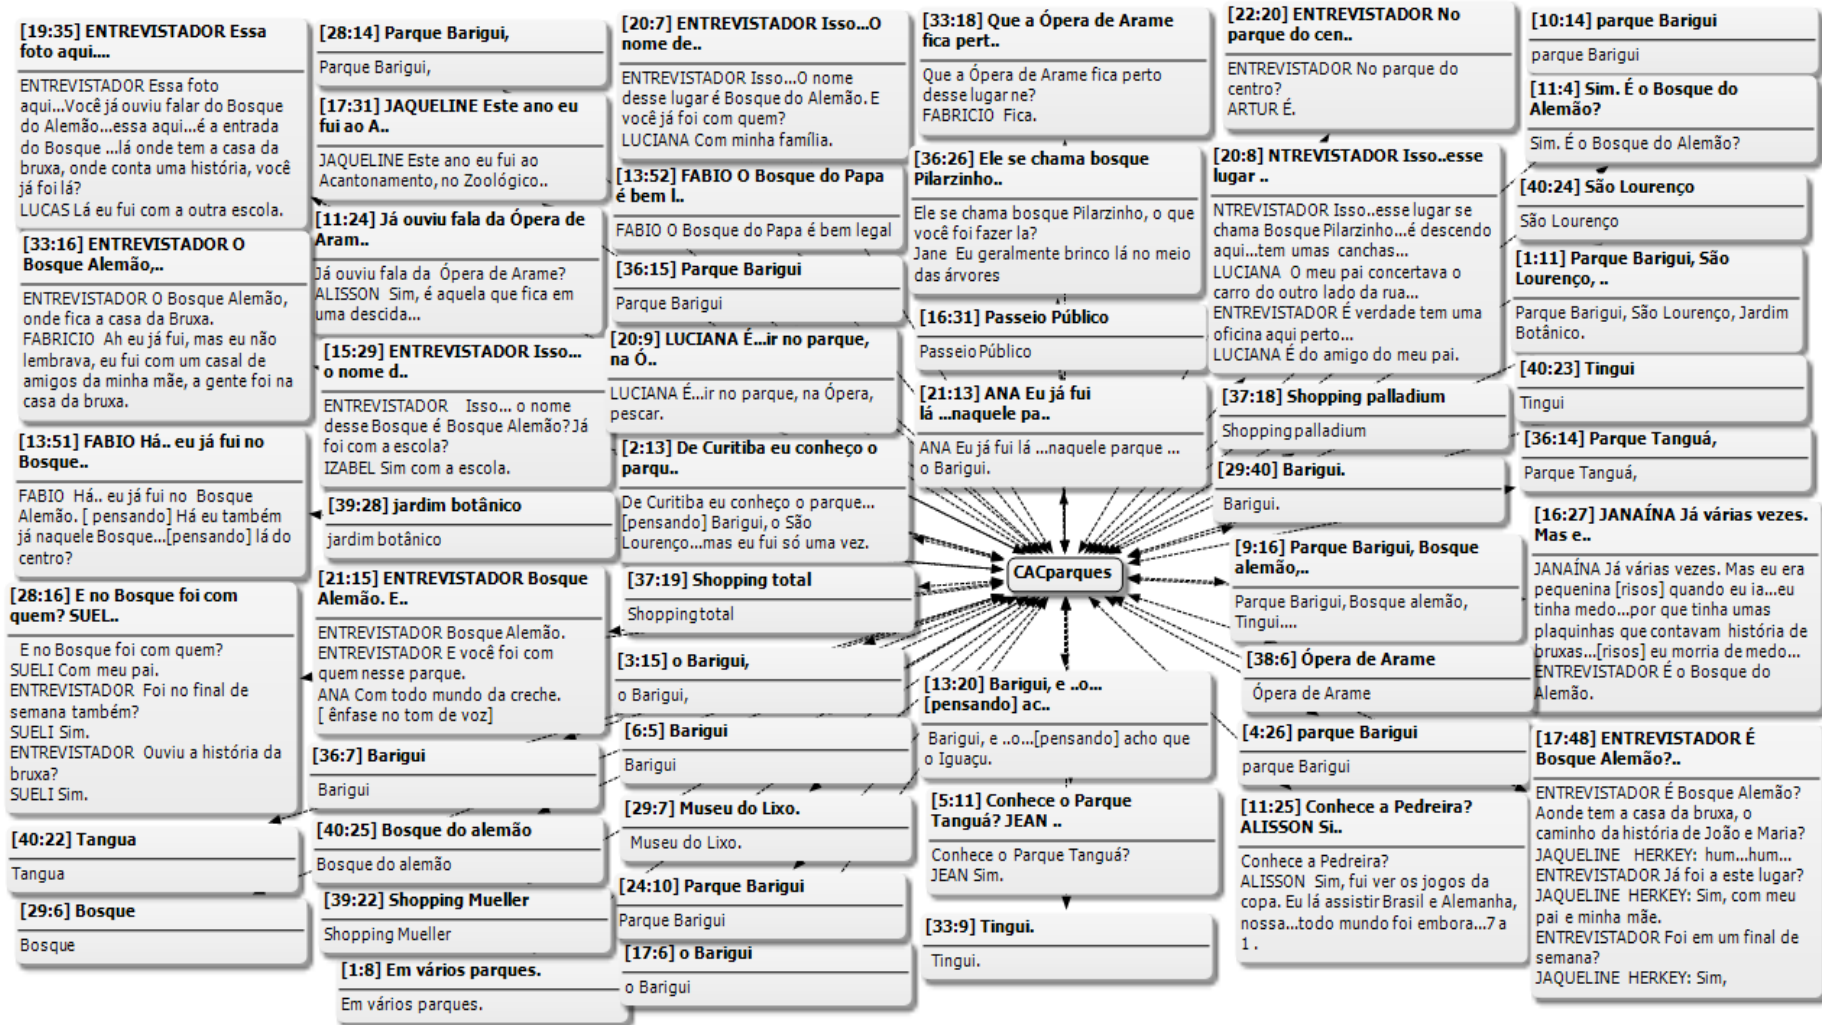 [19:35] ENTREVISTADOR Essa
foto aqui....
ENTREVISTADOR Essa foto
aqui...Você já ouviu falar do Bosque
do Alemão...essa aqui...é a entrada
do Bosque ...lá onde tem a casa da
bruxa, onde conta uma história, você
já foi lá?
LUCAS Lá eu fui com a outra escola.
[33:16] ENTREVISTADOR O
Bosque Alemão,..
ENTREVISTADOR O Bosque Alemão,
onde fica a casa da Bruxa.
FABRICIO Ah eu já fui, mas eu não
lembrava, eu fui com um casal de
amigos da minha mãe, a gente foi na
casa da bruxa.
[13:51] FABIO Há.. eu já fui no
Bosque..
FABIO Há.. eu já fui no Bosque
Alemão. [ pensando] Há eu também
já naquele Bosque...[pensando] lá do
centro?
[28:16] E no Bosque foi com
quem? SUEL..
E no Bosque foi com quem?
SUELI Com meu pai.
ENTREVISTADOR Foi no final de
semana também?
SUELI Sim.
ENTREVISTADOR Ouviu a história da
bruxa?
SUELI Sim.
[40:22] Tangua
Tangua
[29:6] Bosque
Bosque
[28:14] Parque Barigui,
Parque Barigui,
[17:31] JAQUELINE Este ano eu
fui ao A..
JAQUELINE Este ano eu fui ao
Acantonamento, no Zoológico..
[11:24] Já ouviu fala da Ópera de
Aram..
Já ouviu fala da Ópera de Arame?
ALISSON Sim, é aquela que fica em
uma descida...
[15:29] ENTREVISTADOR Isso...
o nome d..
ENTREVISTADOR Isso... o nome
desse Bosque é Bosque Alemão? Já
foi com a escola?
IZABEL Sim com a escola.
[39:28] jardim botânico
jardim botânico
[21:15] ENTREVISTADOR Bosque
Alemão. E..
ENTREVISTADOR Bosque Alemão.
ENTREVISTADOR E você foi com
quem nesse parque.
ANA Com todo mundo da creche.
[ ênfase no tom de voz]
[36:7] Barigui
Barigui
[40:25] Bosque do alemão
Bosque do alemão
[39:22] Shopping Mueller
Shopping Mueller
[1:8] Em vários parques.
Em vários parques.
[20:7] ENTREVISTADOR Isso...O
nome de..
ENTREVISTADOR Isso...O nome
desse lugar é Bosque do Alemão. E
você já foi com quem?
LUCIANA Com minha família.
[13:52] FABIO O Bosque do Papa
é bem l..
FABIO O Bosque do Papa é bem legal
[36:15] Parque Barigui
Parque Barigui
[20:9] LUCIANA É...ir no parque,
na Ó..
LUCIANA É...ir no parque, na Ópera,
pescar.
[2:13] De Curitiba eu conheço o
parqu..
De Curitiba eu conheço o parque...
[pensando] Barigui, o São
Lourenço...mas eu fui só uma vez.
[37:19] Shopping total
Shopping total
[3:15] o Barigui,
o Barigui,
[6:5] Barigui
Barigui
[29:7] Museu do Lixo.
Museu do Lixo.
[24:10] Parque Barigui
Parque Barigui
[17:6] o Barigui
o Barigui
[33:18] Que a Ópera de Arame
fica pert..
Que a Ópera de Arame fica perto
desse lugar ne?
FABRICIO Fica.
[36:26] Ele se chama bosque
Pilarzinho..
Ele se chama bosque Pilarzinho, o que
você foi fazer la?
Jane Eu geralmente brinco lá no meio
das árvores
[16:31] Passeio Público
Passeio Público
[21:13] ANA Eu já fui
lá ...naquele pa..
ANA Eu já fui lá ...naquele parque ...
o Barigui.
CACparques
[13:20] Barigui, e ..o...
[pensando] ac..
Barigui, e ..o...[pensando] acho que
o Iguaçu.
[5:11] Conhece o Parque
Tanguá? JEAN ..
Conhece o Parque Tanguá?
JEAN Sim.
[33:9] Tingui.
Tingui.
[22:20] ENTREVISTADOR No
parque do cen..
ENTREVISTADOR No parque do
centro?
ARTUR É.
[20:8] NTREVISTADOR Isso..esse
lugar ..
NTREVISTADOR Isso..esse lugar se
chama Bosque Pilarzinho...é descendo
aqui...tem umas canchas...
LUCIANA O meu pai concertava o
carro do outro lado da rua...
ENTREVISTADOR É verdade tem uma
oficina aqui perto...
LUCIANA É do amigo do meu pai.
[37:18] Shopping palladium
Shopping palladium
[29:40] Barigui.
Barigui.
[9:16] Parque Barigui, Bosque
alemão,..
Parque Barigui, Bosque alemão,
Tingui....
[38:6] Ópera de Arame
Ópera de Arame
[4:26] parque Barigui
parque Barigui
[11:25] Conhece a Pedreira?
ALISSON Si..
Conhece a Pedreira?
ALISSON Sim, fui ver os jogos da
copa. Eu lá assistir Brasil e Alemanha,
nossa...todo mundo foi embora...7 a
1 .
[10:14] parque Barigui
parque Barigui
[11:4] Sim. É o Bosque do
Alemão?
Sim. É o Bosque do Alemão?
[40:24] São Lourenço
São Lourenço
[1:11] Parque Barigui, São
Lourenço, ..
Parque Barigui, São Lourenço, Jardim
Botânico.
[40:23] Tingui
Tingui
[36:14] Parque Tanguá,
Parque Tanguá,
[16:27] JANAÍNA Já várias vezes.
Mas e..
JANAÍNA Já várias vezes. Mas eu era
pequenina [risos] quando eu ia...eu
tinha medo...por que tinha umas
plaquinhas que contavam história de
bruxas...[risos] eu morria de medo...
ENTREVISTADOR É o Bosque do
Alemão.
[17:48] ENTREVISTADOR É
Bosque Alemão?..
ENTREVISTADOR É Bosque Alemão?
Aonde tem a casa da bruxa, o
caminho da história de João e Maria?
JAQUELINE HERKEY: hum...hum...
ENTREVISTADOR Já foi a este lugar?
JAQUELINE HERKEY: Sim, com meu
pai e minha mãe.
ENTREVISTADOR Foi em um final de
semana?
JAQUELINE HERKEY: Sim,